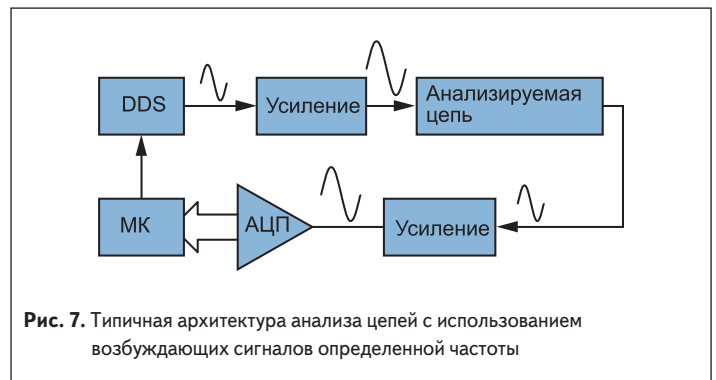 DDS
Усиление
Анализируемая
цепь
МК
АЦП
Усиление
Рис. 7. Типичная архитектура анализа цепей с использованием
возбуждающих сигналов определенной частоты